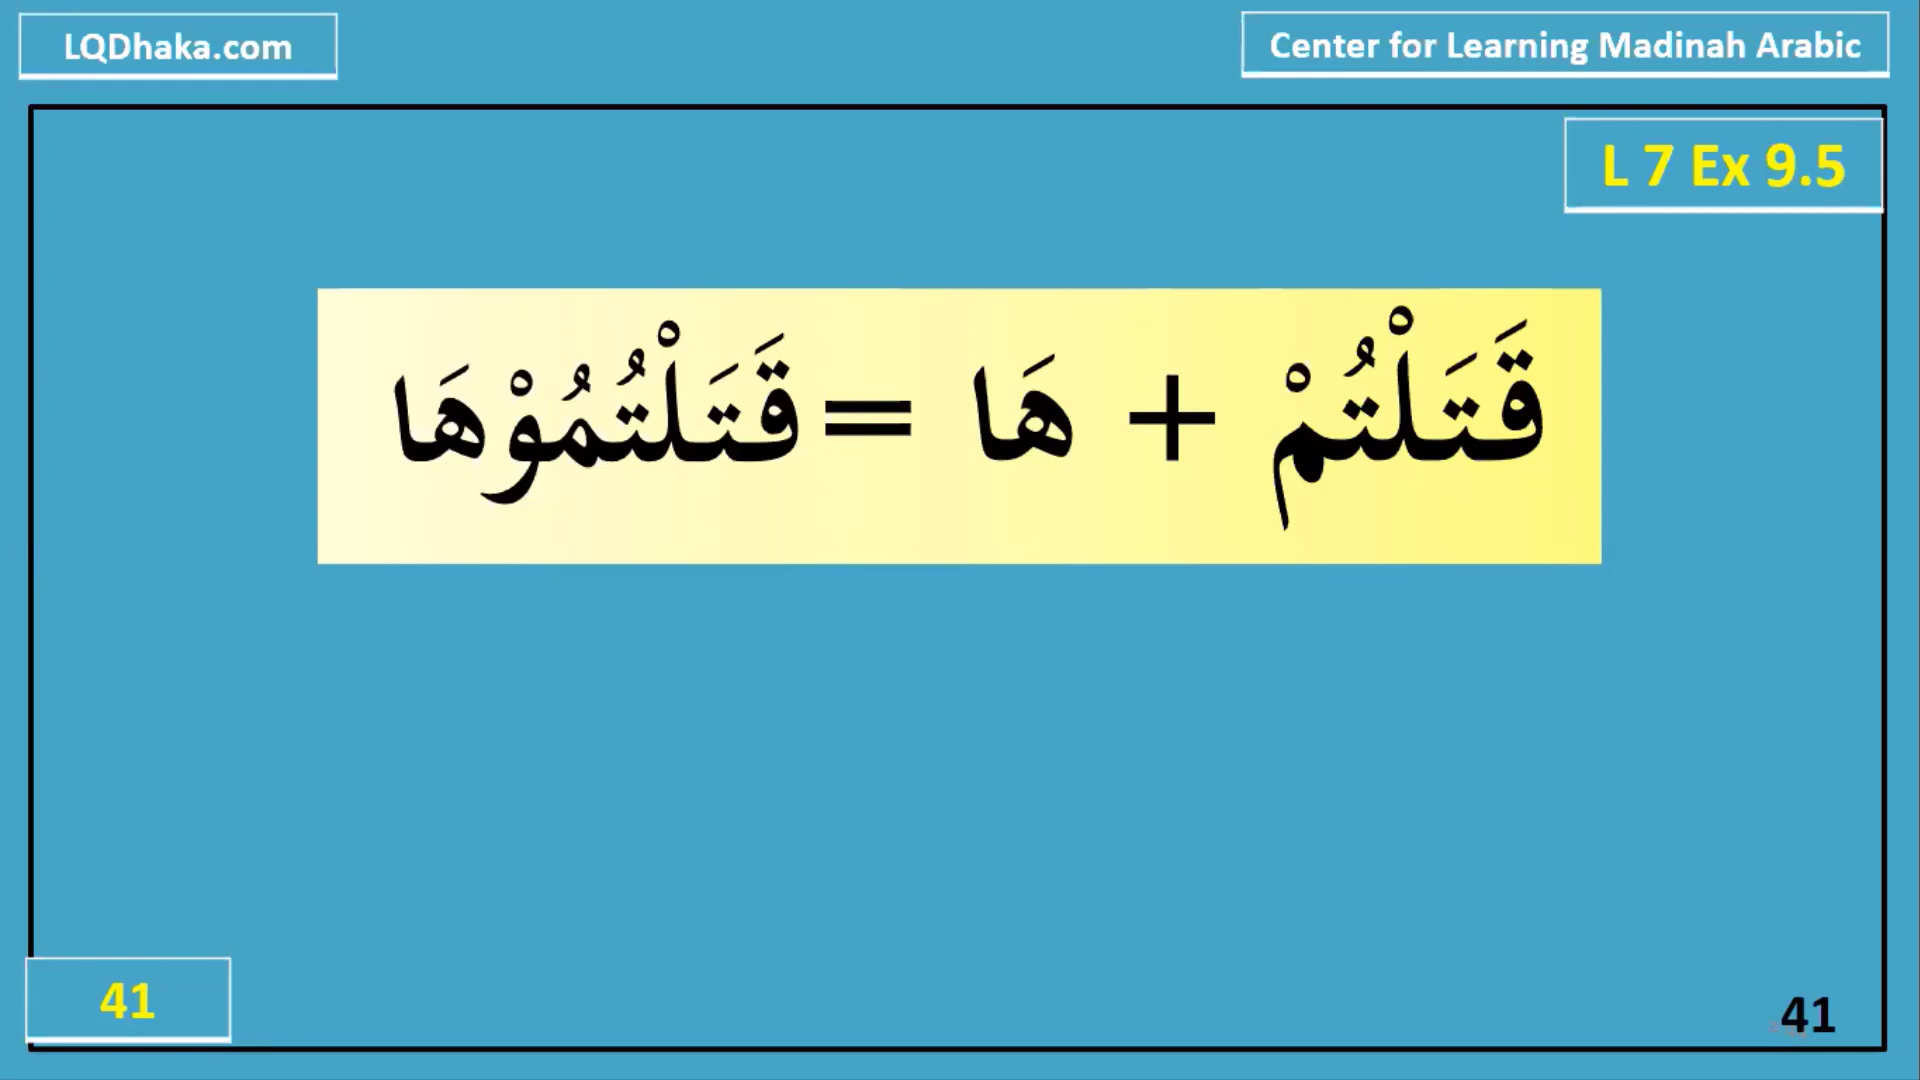 LQDhaka.com
Center for Learning Madinah Arabic
L 7 Ex 9.5
قَتَلْتُمْ + هَا = قَتَلْتُمُوْهَا
41
41